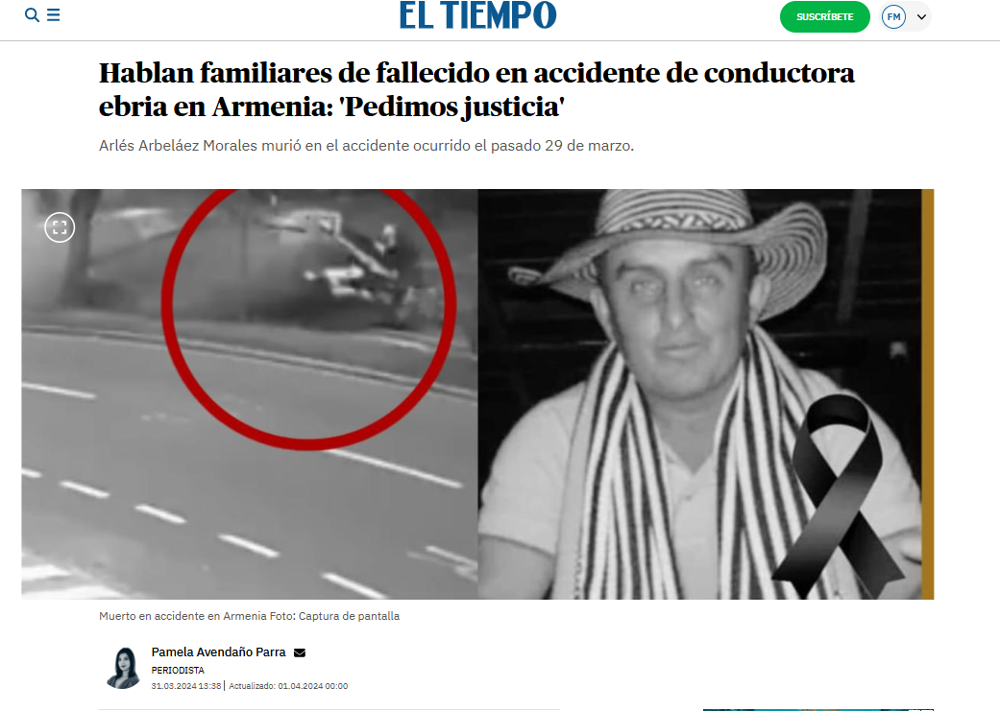 EL TIEMPO
SUSCRÍBETE
FM
Hablan familiares de fallecido en accidente de conductora
ebria en Armenia: 'Pedimos justicia'
Arlés Arbeláez Morales murió en el accidente ocurrido el pasado 29 de marzo.
Muerto en accidente en Armenia Foto: Captura de pantalla
Pamela Avendaño Parra
PERIODISTA
31.03.2024 13:38 | Actualizado: 01.04.2024 00:00